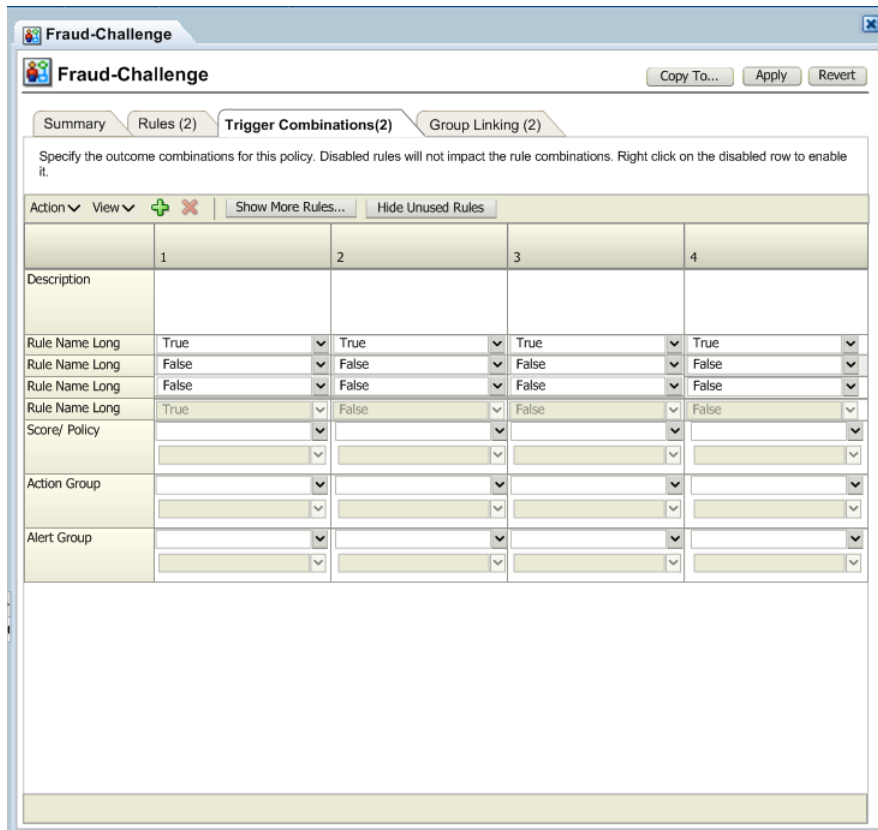 Fraud-Challenge
Fraud-Challenge
Copy To... Apply Revert
Summary Rules (2) Trigger Combinations(2) Group Linking (2)
Specify the outcome combinations for this policy. Disabled rules will not impact the rule combinations. Right click on the disabled row to enable
it.
Action View Show More Rules... Hide Unused Rules
1 2 3 4
Description
Rule Name Long True True True True
Rule Name Long False False False False
Rule Name Long False False False False
Rule Name Long True False False False
Score/ Policy
Action Group
Alert Group